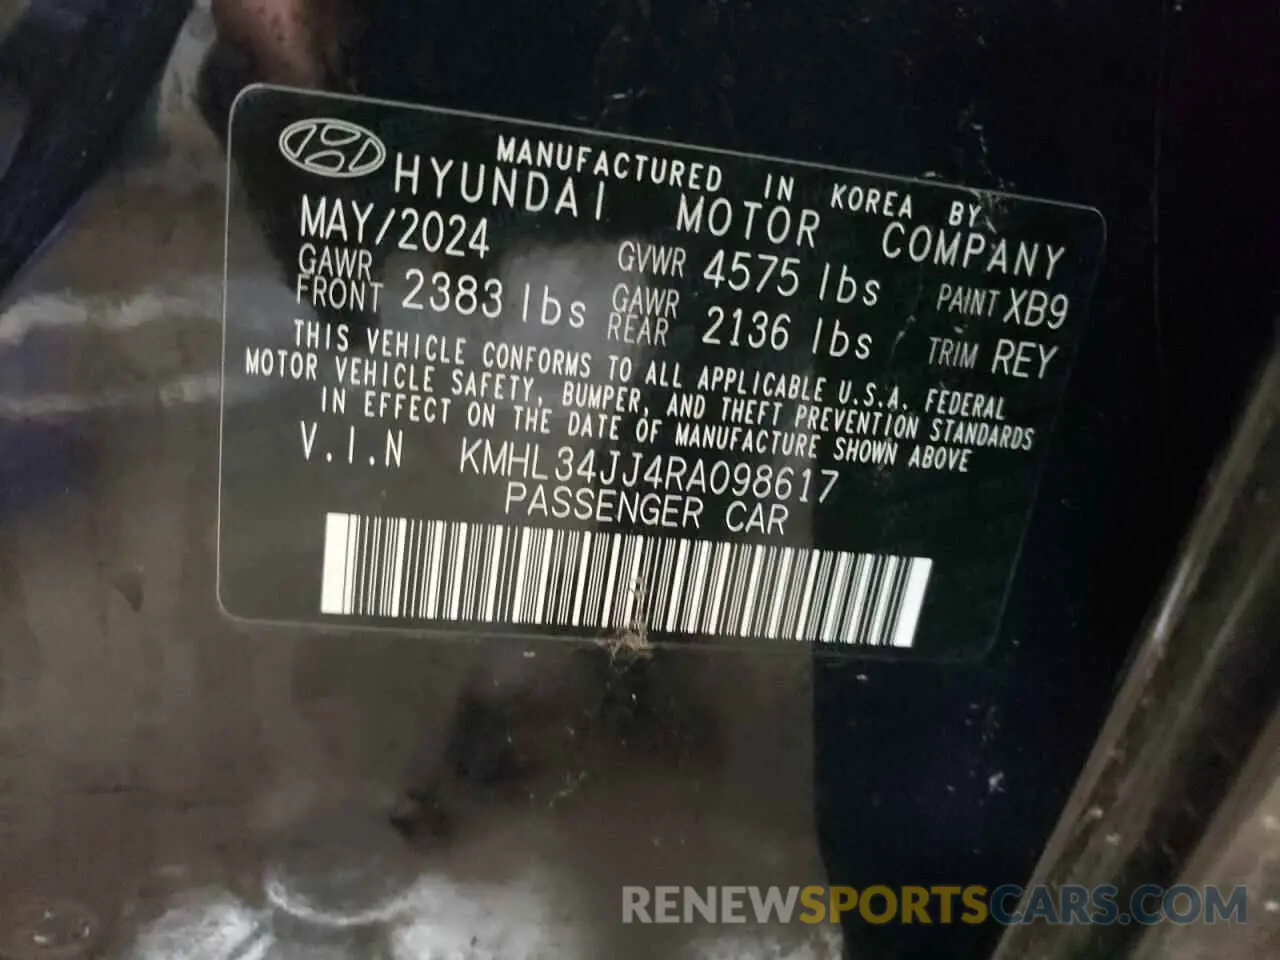 MANUFACTURED IN KOREA BY
HYUNDAI MOTOR COMPANY
MAY/2024 GVWR 4575 lbs PAINT XB9
GAWR FRONT 2383 lbs GAWR REAR 2136 lbs TRIM REY
THIS VEHICLE CONFORMS TO ALL APPLICABLE U.S.A. FEDERAL
MOTOR VEHICLE SAFETY, BUMPER, AND THEFT PREVENTION STANDARDS
IN EFFECT ON THE DATE OF MANUFACTURE SHOWN ABOVE
V.I.N KMHL34JJ4RA098617
PASSENGER CAR
RENEWSPORTSCARS.COM